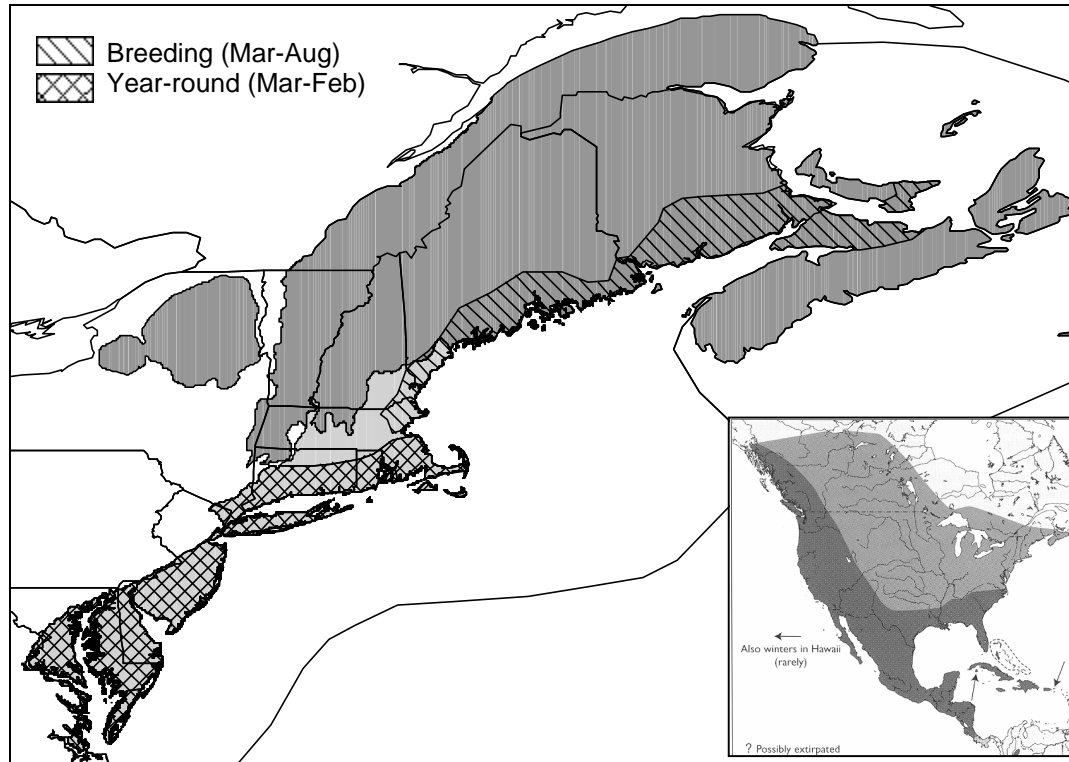 Breeding (Mar-Aug)
Year-round (Mar-Feb)
Also winters in Hawaii
(rarely)
? Possibly extirpated